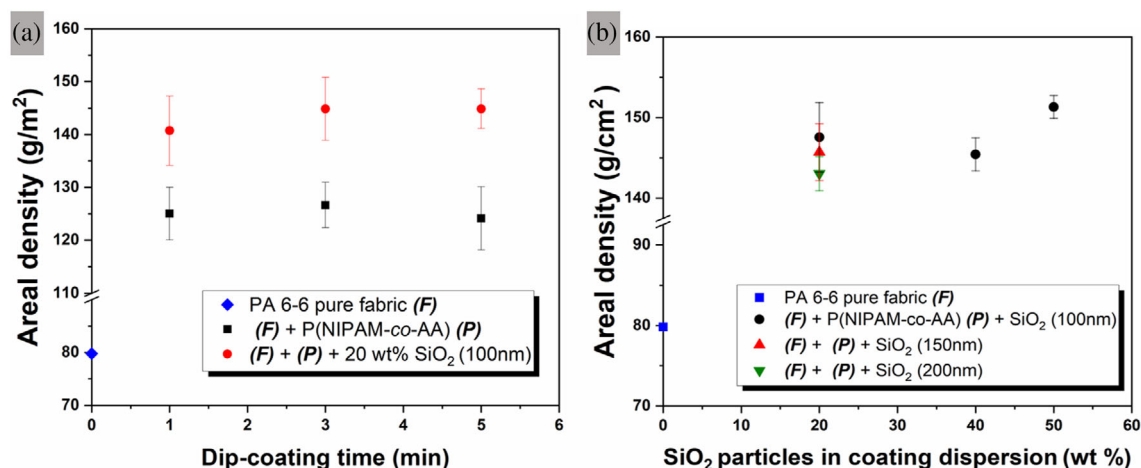 (a)
160
150
140
130
120
110
90
80
70
Areal density (g/m²)
PA 6-6 pure fabric (F)
(F) + P(NIPAM-co-AA) (P)
(F) + (P) + 20 wt% SiO₂ (100nm)
0 1 2 3 4 5 6
Dip-coating time (min)
(b)
160
150
140
90
80
70
Areal density (g/cm²)
PA 6-6 pure fabric (F)
(F) + P(NIPAM-co-AA) (P) + SiO₂ (100nm)
(F) + (P) + SiO₂ (150nm)
(F) + (P) + SiO₂ (200nm)
0 10 20 30 40 50 60
SiO₂ particles in coating dispersion (wt %)